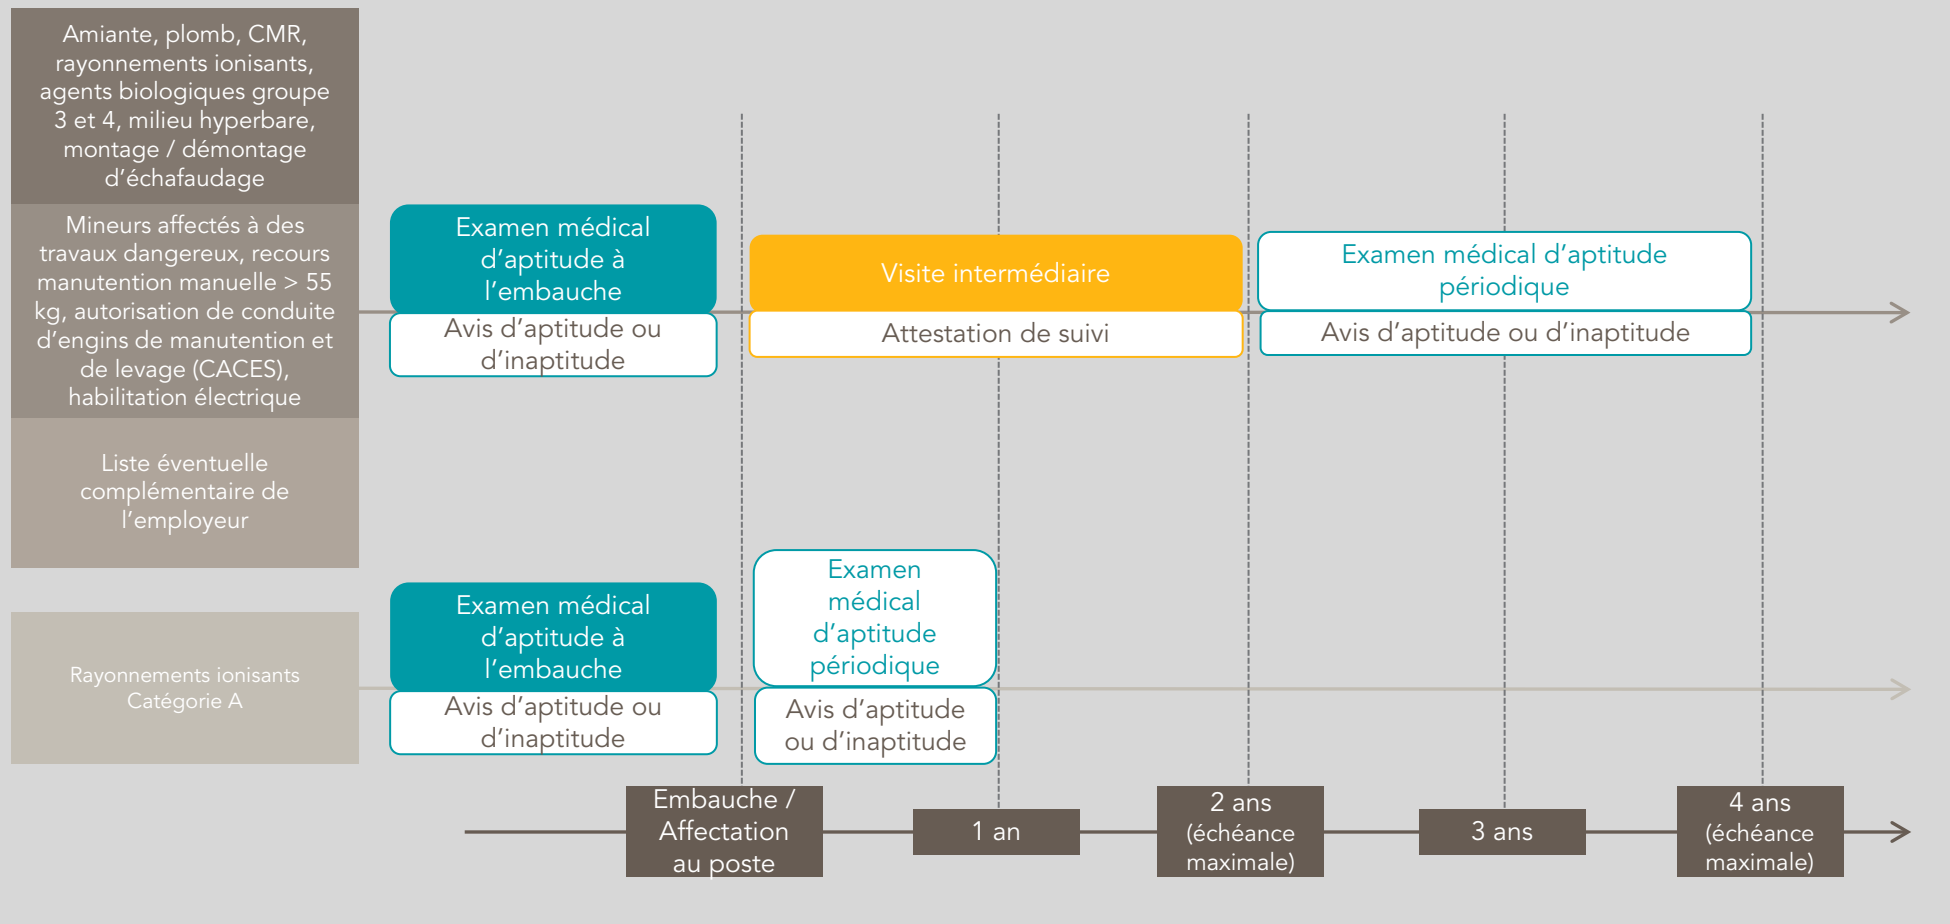 Amiante, plomb, CMR,
rayonnements ionisants,
agents biologiques groupe
3 et 4, milieu hyperbare,
montage / démontage
d’échafaudage
Mineurs affectés à des
travaux dangereux, recours
manutention manuelle > 55
kg, autorisation de conduite
d’engins de manutention et
de levage (CACES),
habilitation électrique
Liste éventuelle
complémentaire de
l’employeur
Examen médical
d’aptitude à
l’embauche
Avis d’aptitude ou
d’inaptitude
Visite intermédiaire
Attestation de suivi
Examen médical d’aptitude
périodique
Avis d’aptitude ou d’inaptitude
Rayonnements ionisants
Catégorie A
Examen médical
d’aptitude à
l’embauche
Avis d’aptitude ou
d’inaptitude
Examen
médical
d’aptitude
périodique
Avis d’aptitude
ou d’inaptitude
Embauche /
Affectation
au poste
1 an
2 ans
(échéance
maximale)
3 ans
4 ans
(échéance
maximale)